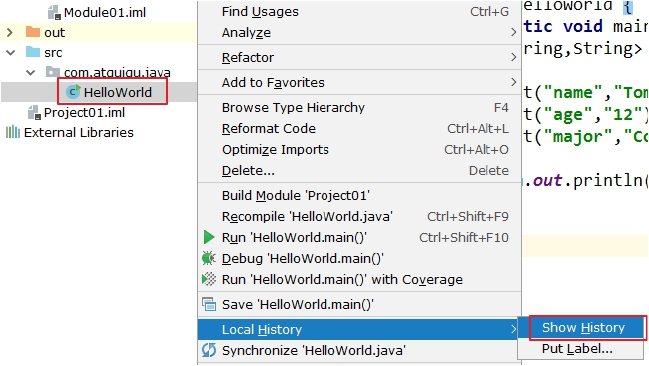 Module01.iml
out
src
com.atguigu.java
HelloWorld
Project01.iml
External Libraries
Find Usages Ctrl+G
Analyze
Refactor
Add to Favorites
Browse Type Hierarchy F4
Reformat Code Ctrl+Alt+L
Optimize Imports Ctrl+Alt+O
Delete... Delete
Build Module 'Project01'
Recompile 'HelloWorld.java' Ctrl+Shift+F9
Run 'HelloWorld.main()' Ctrl+Shift+F10
Debug 'HelloWorld.main()'
Run 'HelloWorld.main()' with Coverage
Save 'HelloWorld.main()'
Local History
Synchronize 'HelloWorld.java'
Show History
Put Label...
elloworld {
tic void main
ring,String>
t("name","Tom
t("age","12")
t("major","Co
.out.println(